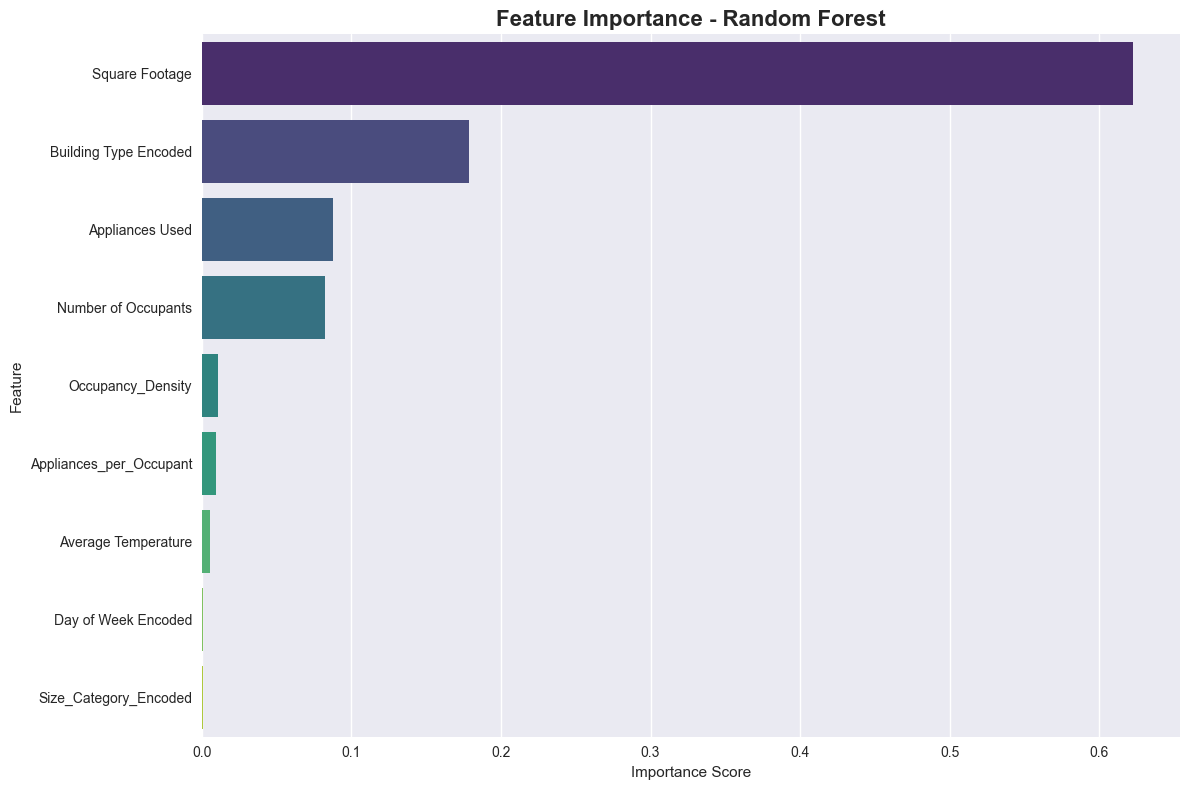 Feature Importance - Random Forest
Square Footage
Building Type Encoded
Appliances Used
Number of Occupants
Occupancy_Density
Appliances_per_Occupant
Average Temperature
Day of Week Encoded
Size_Category_Encoded
Feature
0.0 0.1 0.2 0.3 0.4 0.5 0.6
Importance Score